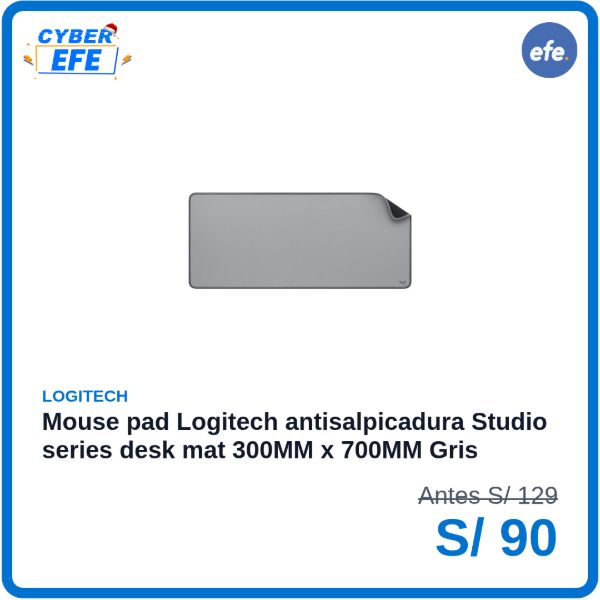 CYBER
EFE
efe.
LOGITECH
Mouse pad Logitech antisalpicadura Studio
series desk mat 300MM x 700MM Gris
Antes S/ 129
S/ 90